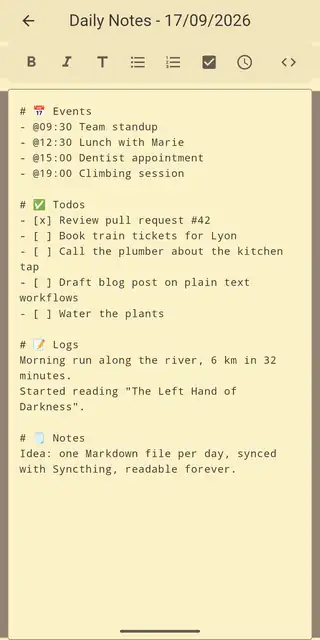 Daily Notes - 17/09/2026
B I T
# 📅 Events
- @09:30 Team standup
- @12:30 Lunch with Marie
- @15:00 Dentist appointment
- @19:00 Climbing session
# ✅ Todos
- [x] Review pull request #42
- [ ] Book train tickets for Lyon
- [ ] Call the plumber about the kitchen
tap
- [ ] Draft blog post on plain text
workflows
- [ ] Water the plants
# 📝 Logs
Morning run along the river, 6 km in 32
minutes.
Started reading "The Left Hand of
Darkness".
# 🗒️ Notes
Idea: one Markdown file per day, synced
with Syncthing, readable forever.